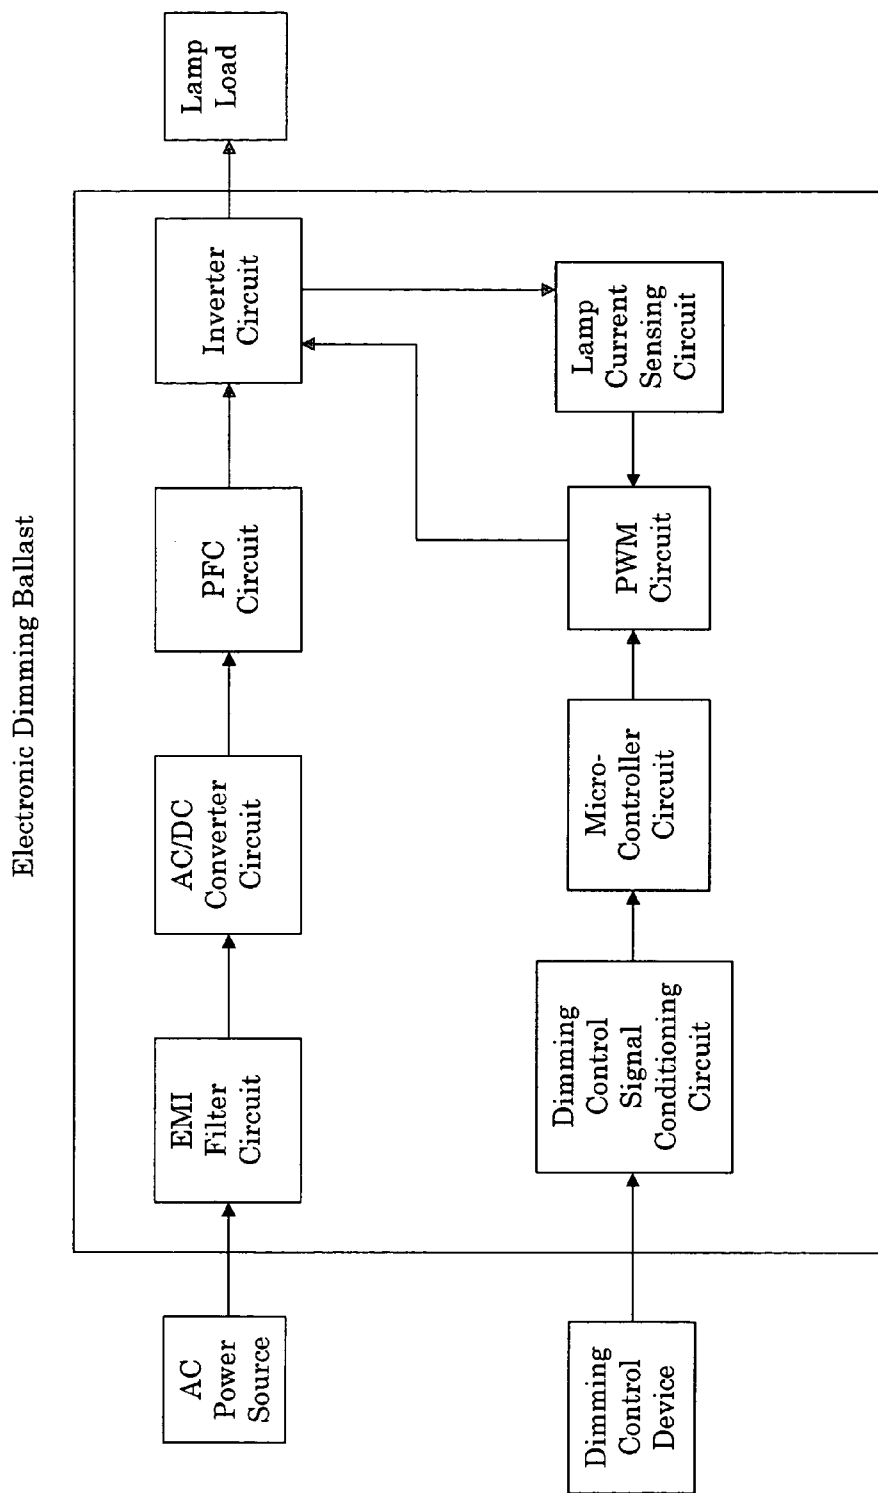 Electronic Dimming Ballast
AC
Power
Source
EMI
Filter
Circuit
AC/DC
Converter
Circuit
PFC
Circuit
Inverter
Circuit
Lamp
Load
Dimming
Control
Device
Dimming
Control
Signal
Conditioning
Circuit
Micro-
Controller
Circuit
PWM
Circuit
Lamp
Current
Sensing
Circuit